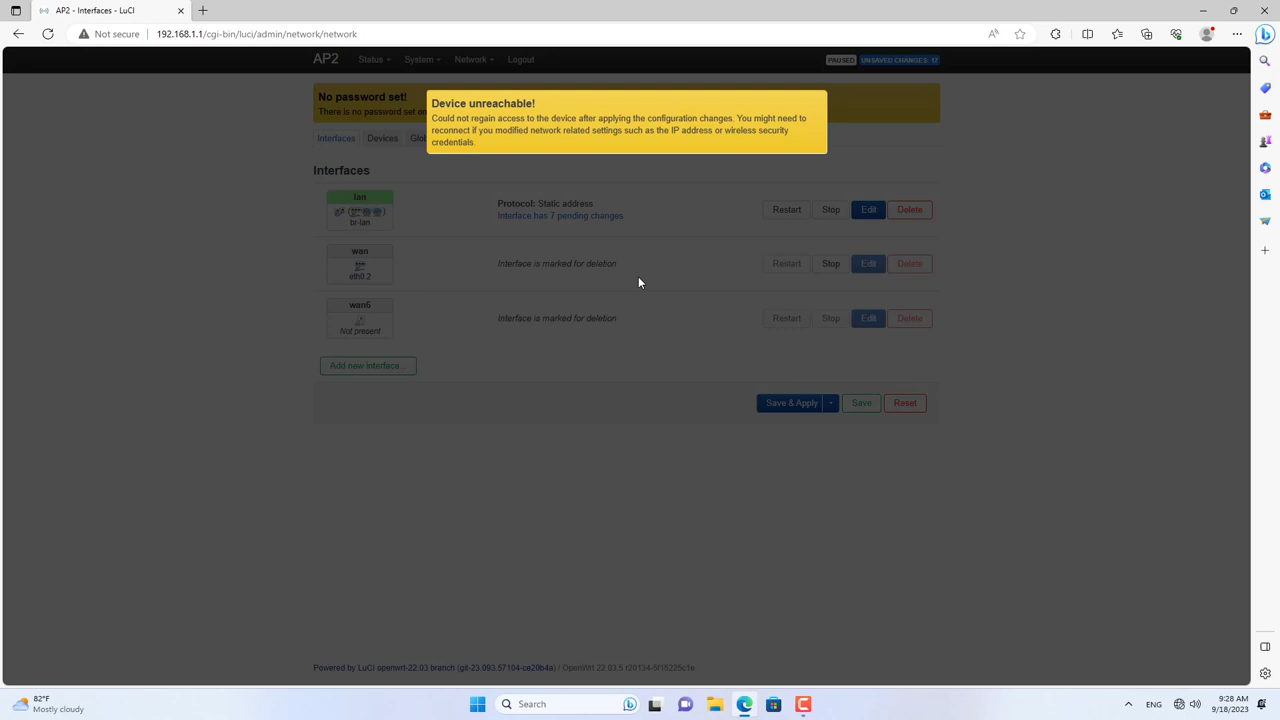 AP2 - Interfaces - LuCI
Not secure 192.168.1.1/cgi-bin/luci/admin/network/network
AP2 Status System Network Logout PAUSED UNSAVED CHANGES: 17
No password set!
There is no password set on
Device unreachable!
Could not regain access to the device after applying the configuration changes. You might need to
reconnect if you modified network related settings such as the IP address or wireless security
credentials.
Interfaces Devices Glob
Interfaces
lan
br-lan
Protocol: Static address
Interface has 7 pending changes
Restart Stop Edit Delete
wan
eth0.2
Interface is marked for deletion
Restart Stop Edit Delete
wan6
Not present
Interface is marked for deletion
Restart Stop Edit Delete
Add new interface...
Save & Apply Save Reset
Powered by LuCI openwrt-22.03 branch (git-23.093.57104-ce20b4a) / OpenWrt 22.03.5 r20134-5f15225c1e
82°F
Mostly cloudy
Search
ENG
9:28 AM
9/18/2023